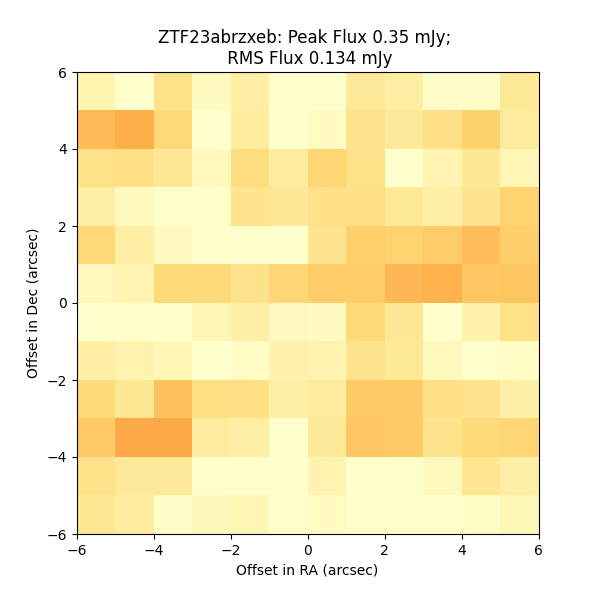 ZTF23abrzxeb: Peak Flux 0.35 mJy;
RMS Flux 0.134 mJy
6
4
2
0
−2
−4
−6
Offset in Dec (arcsec)
−6 −4 −2 0 2 4 6
Offset in RA (arcsec)